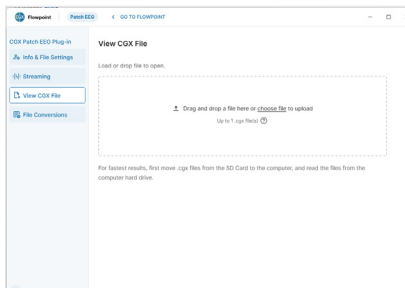 CGX Flowpoint Patch EEG GO TO FLOWPOINT
CGX Patch EEG Plug-in
Info & File Settings
Streaming
View CGX File
File Conversions
View CGX File
Load or drop file to open.
Drag and drop a file here or choose file to upload
Up to 1 .cgx file(s)
For fastest results, first move .cgx files from the SD Card to the computer, and read the files from the
computer hard drive.